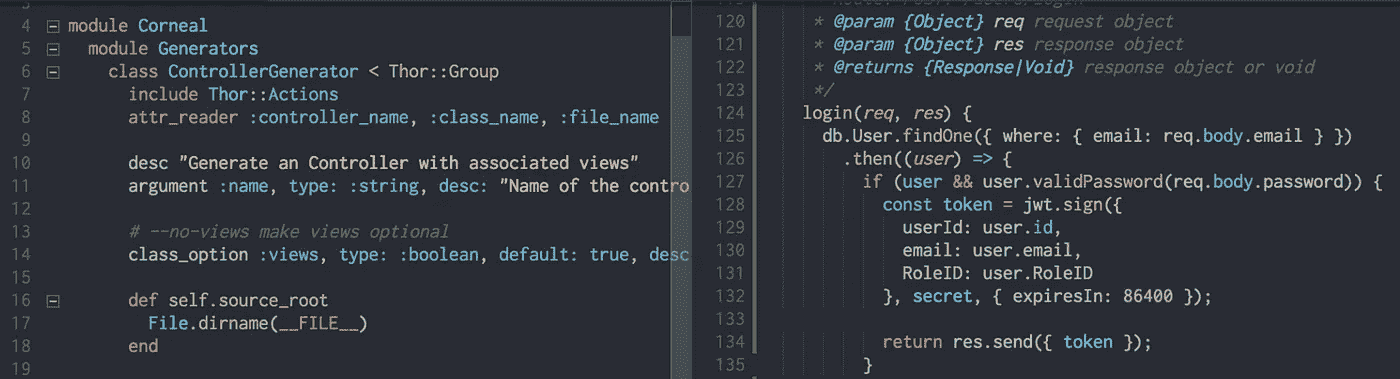 4 module Corneal
5 module Generators
6 class ControllerGenerator < Thor::Group
7 include Thor::Actions
8 attr_reader :controller_name, :class_name, :file_name
9
10 desc "Generate an Controller with associated views"
11 argument :name, type: :string, desc: "Name of the contro
12
13 # --no-views make views optional
14 class_option :views, type: :boolean, default: true, desc
15
16 def self.source_root
17 File.dirname(__FILE__)
18 end
19
120 * @param {Object} req request object
121 * @param {Object} res response object
122 * @returns {Response|Void} response object or void
123 */
124 login(req, res) {
125 db.User.findOne({ where: { email: req.body.email } })
126 .then((user) => {
127 if (user && user.validPassword(req.body.password)) {
128 const token = jwt.sign({
129 userId: user.id,
130 email: user.email,
131 RoleID: user.RoleID
132 }, secret, { expiresIn: 86400 });
133
134 return res.send({ token });
135 }